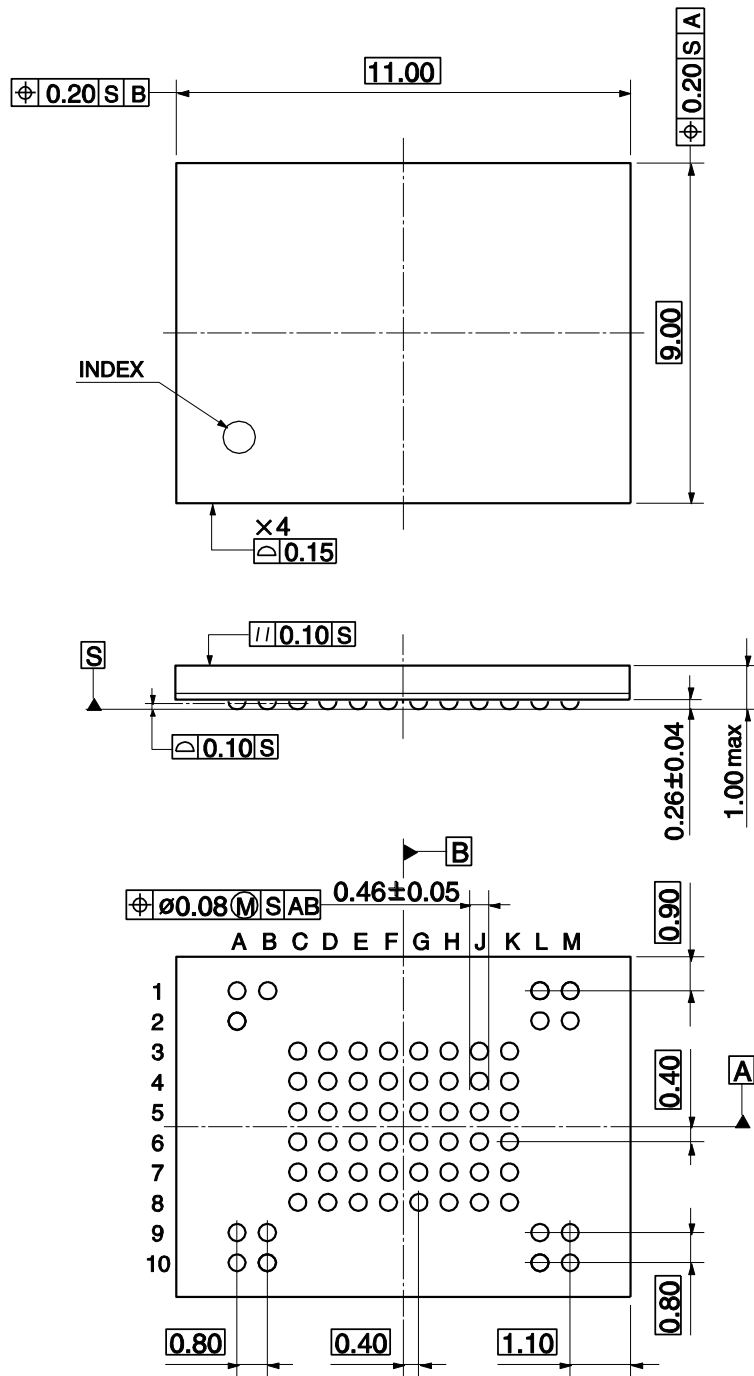 11.00
⌖ 0.20 S B
⌖ 0.20 S A
9.00
INDEX
×4
⌓ 0.15
// 0.10 S
S
⌓ 0.10 S
0.26±0.04
1.00 max
B
⌖ ø0.08 Ⓜ S AB
0.46±0.05
0.90
A B C D E F G H J K L M
1
2
3
4
5
6
7
8
9
10
0.40
A
0.80
0.80
0.40
1.10